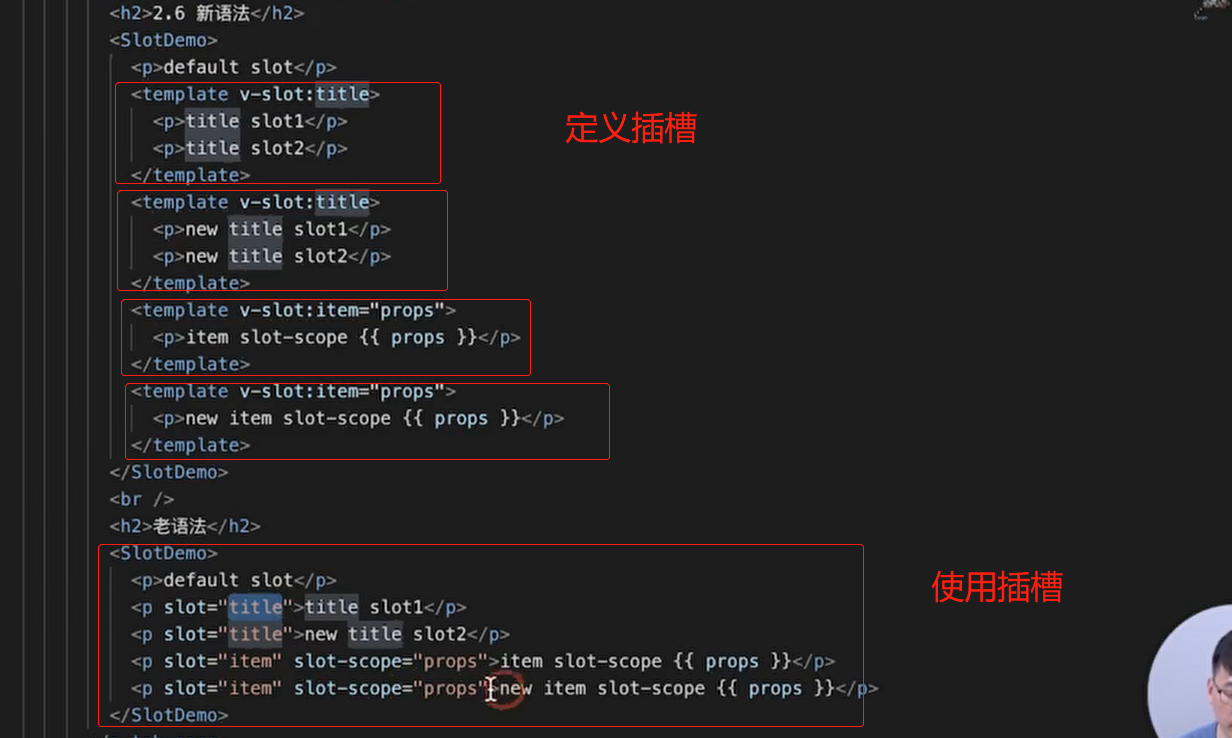 <h2>2.6 新语法</h2>
<SlotDemo>
<p>default slot</p>
<template v-slot:title>
<p>title slot1</p>
<p>title slot2</p>
</template>
定义插槽
<template v-slot:title>
<p>new title slot1</p>
<p>new title slot2</p>
</template>
<template v-slot:item="props">
<p>item slot-scope {{ props }}</p>
</template>
<template v-slot:item="props">
<p>new item slot-scope {{ props }}</p>
</template>
</SlotDemo>
<br />
<h2>老语法</h2>
<SlotDemo>
<p>default slot</p>
使用插槽
<p slot="title">title slot1</p>
<p slot="title">new title slot2</p>
<p slot="item" slot-scope="props">item slot-scope {{ props }}</p>
<p slot="item" slot-scope="props">new item slot-scope {{ props }}</p>
</SlotDemo>